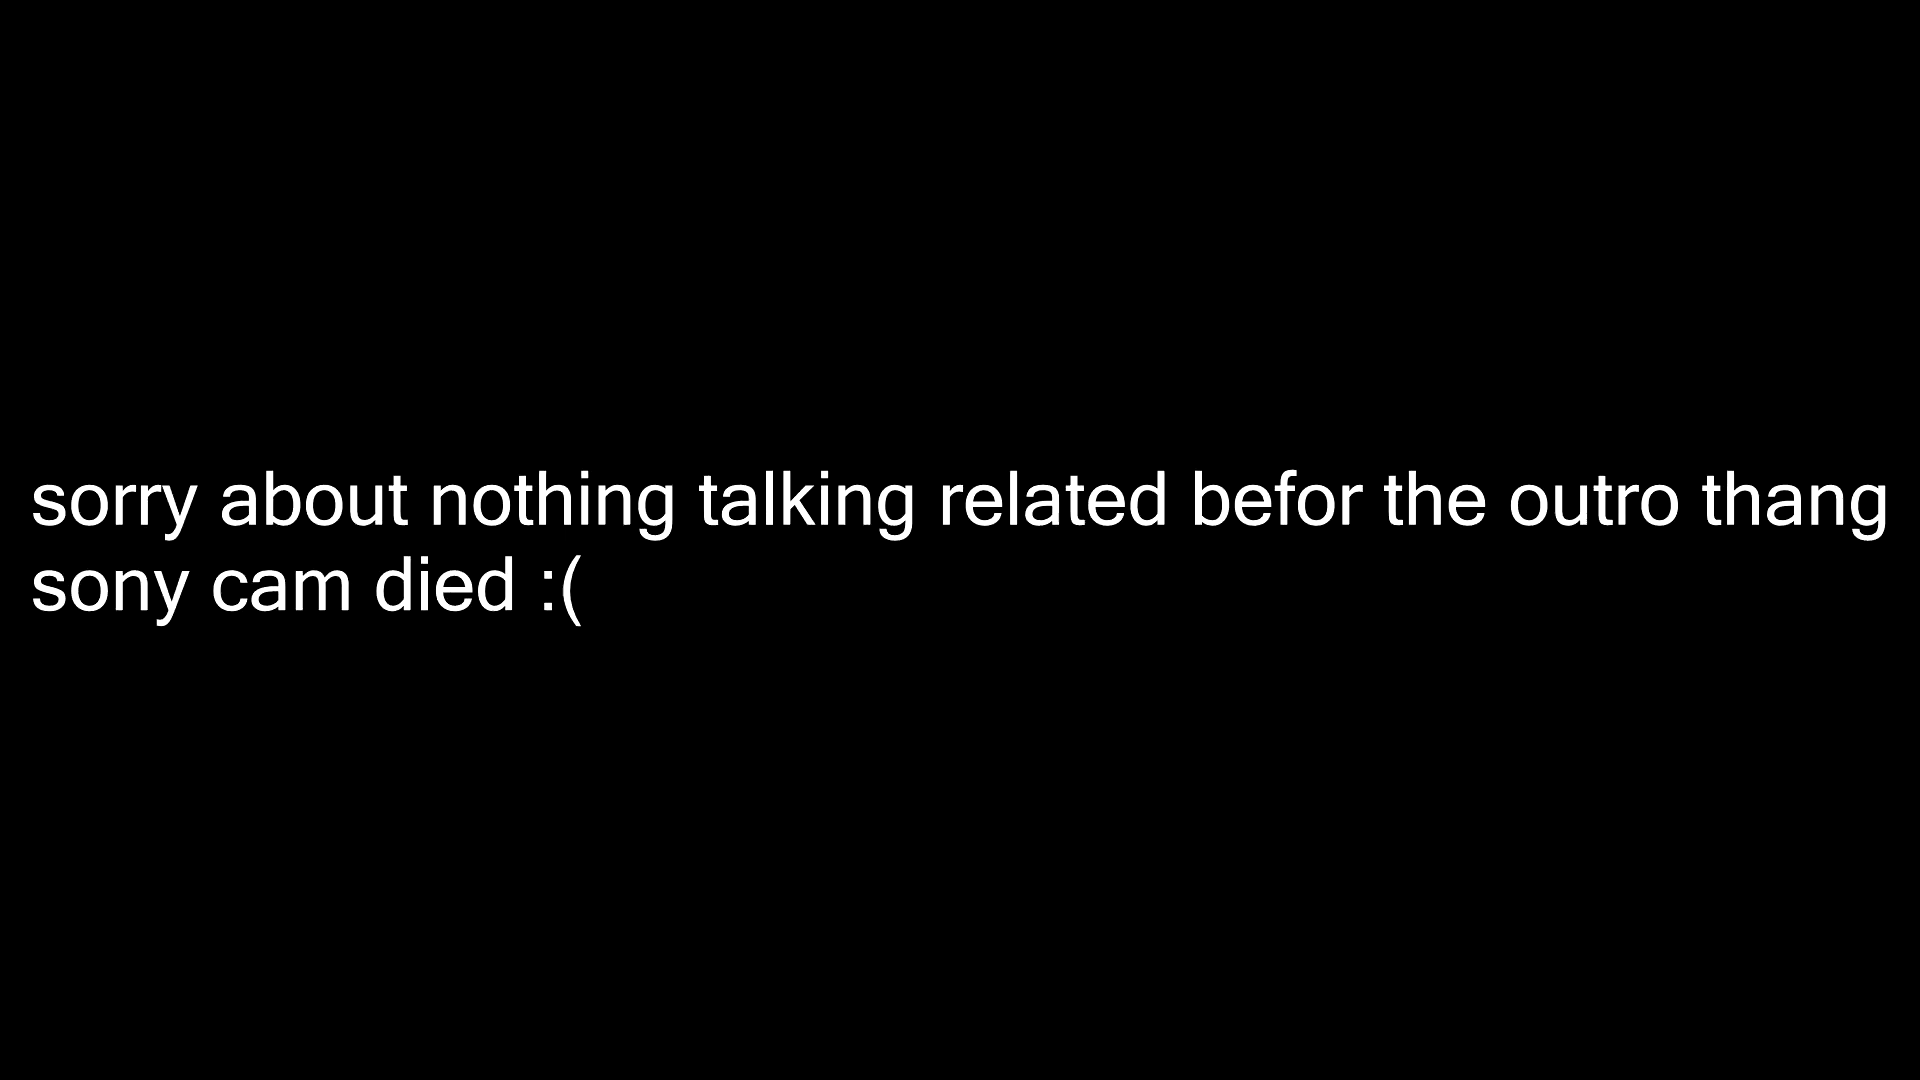 sorry about nothing talking related befor the outro thang
sony cam died :(